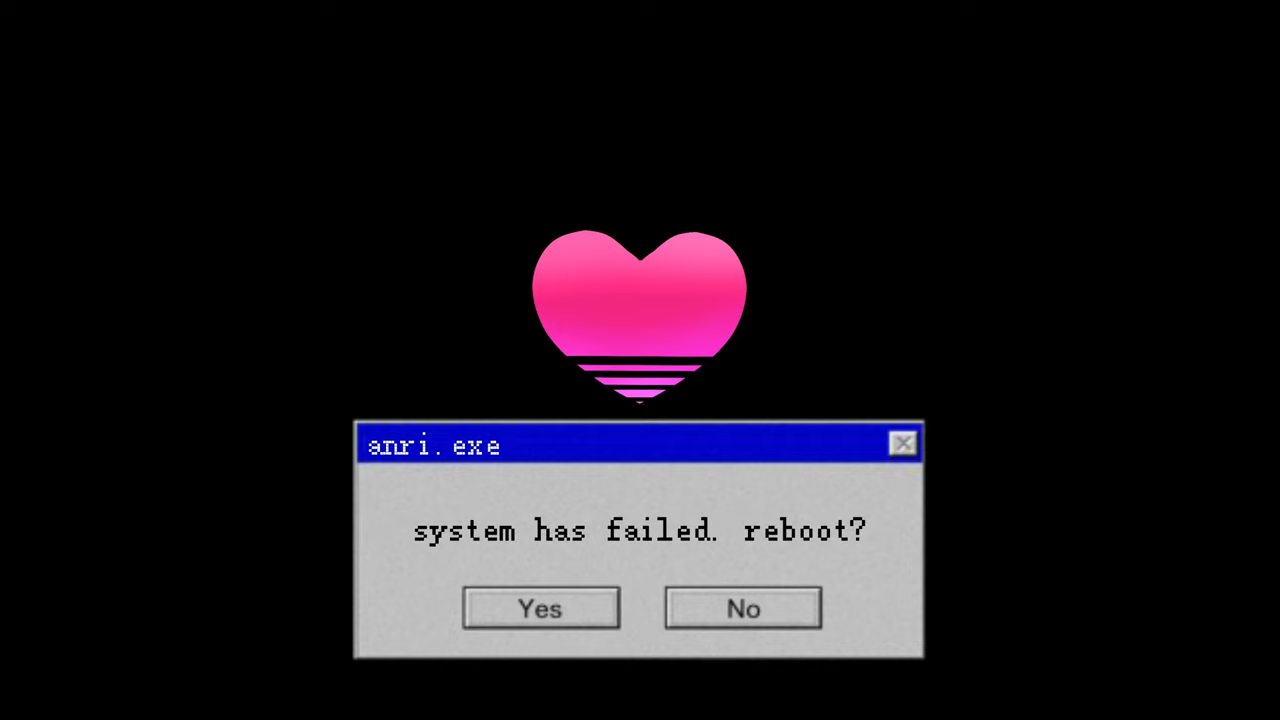 anri.exe
system has failed. reboot?
Yes No